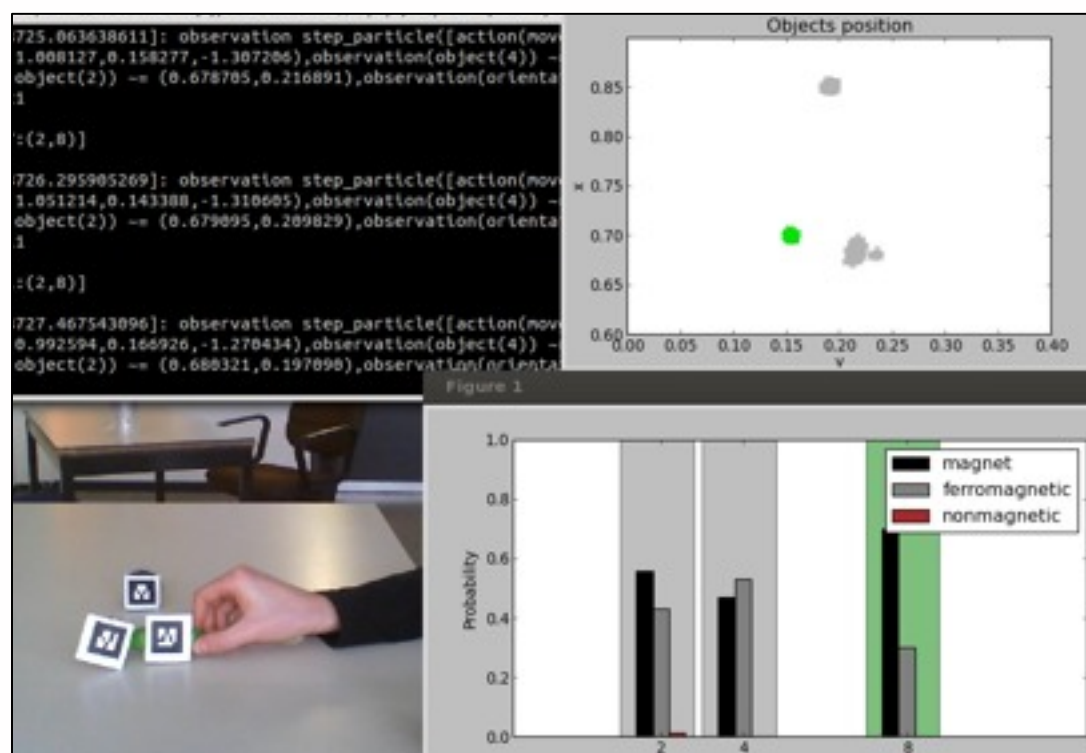 8725.063638611]: observation step_particle([action(move
1.008127,0.158277,-1.307206),observation(object(4)) ~
object(2)) ~= (0.678705,0.216891),observation(orienta
1
:(2,8)]
8726.295905269]: observation step_particle([action(mov
1.051214,0.143388,-1.310605),observation(object(4)) ~
object(2)) ~= (0.679095,0.209829),observation(orienta
1
:(2,8)]
8727.467543096]: observation step_particle([action(mov
0.992594,0.166926,-1.270434),observation(object(4)) ~
object(2)) ~= (0.680321,0.197090),observation(orienta
Objects position
0.85
0.80
0.75
x
0.70
0.65
0.60
0.00 0.05 0.10 0.15 0.20 0.25 0.30 0.35 0.40
y
Figure 1
1.0
0.8
0.6
0.4
0.2
0.0
Probability
magnet
ferromagnetic
nonmagnetic
2 4 8